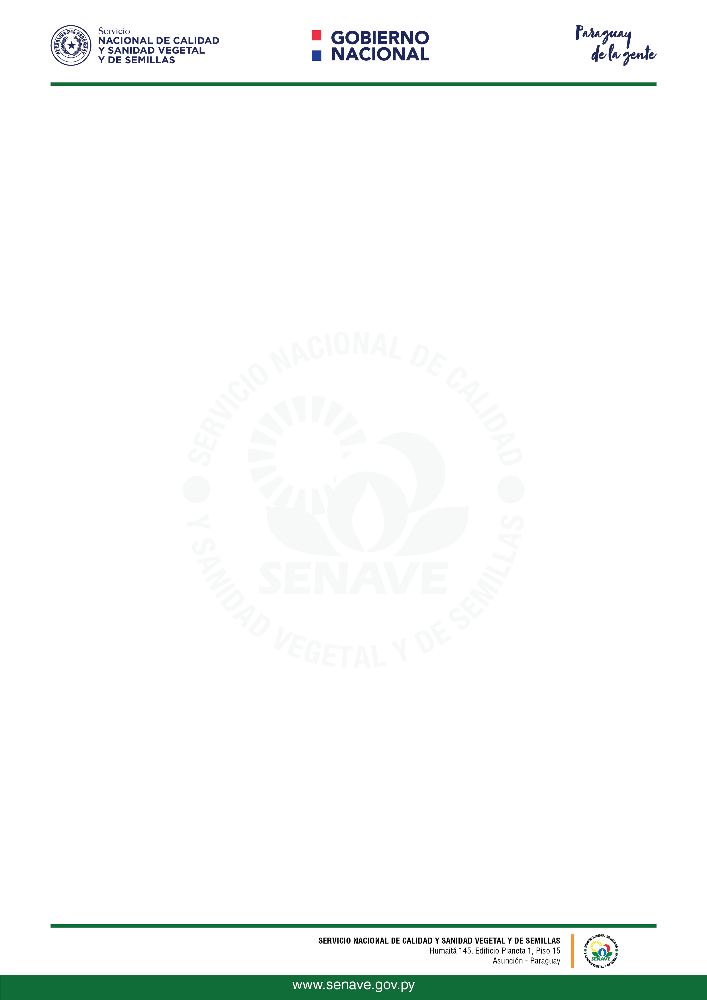 REPUBLICA DEL PARAGUAY
Servicio
NACIONAL DE CALIDAD
Y SANIDAD VEGETAL
Y DE SEMILLAS
GOBIERNO
NACIONAL
Paraguay
de la gente
SERVICIO NACIONAL DE CALIDAD
SENAVE
Y SANIDAD VEGETAL Y DE SEMILLAS
SERVICIO NACIONAL DE CALIDAD Y SANIDAD VEGETAL Y DE SEMILLAS
Humaitá 145. Edificio Planeta 1, Piso 15
Asunción - Paraguay
SERVICIO NACIONAL DE CALIDAD
SENAVE
Y SANIDAD VEGETAL Y DE SEMILLAS
www.senave.gov.py